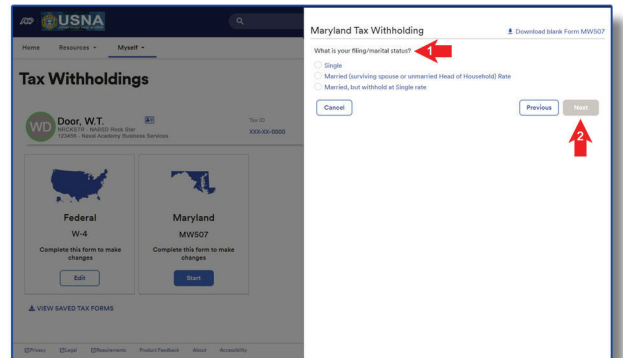 ADP USNA
Home Resources Myself
Tax Withholdings
WD
Door, W.T.
NRCKSTR - NABSD Rock Star
123456 - Naval Academy Business Services
Tax ID
XXX-XX-0000
Federal
W-4
Complete this form to make
changes
Edit
Maryland
MW507
Complete this form to make
changes
Start
VIEW SAVED TAX FORMS
Privacy Legal Requirements Product Feedback About Accessibility
Maryland Tax Withholding
Download blank Form MW507
What is your filing/marital status?
1
Single
Married (surviving spouse or unmarried Head of Household) Rate
Married, but withhold at Single rate
Cancel
Previous
Next
2